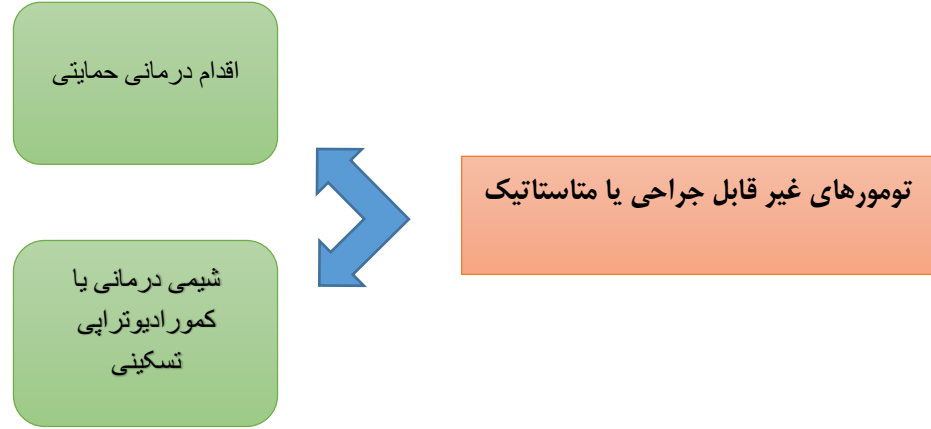 تومورهای غیر قابل جراحی یا متاستاتیک
اقدام درمانی حمایتی
شیمی درمانی یا
کمورادیوتراپی
تسکینی